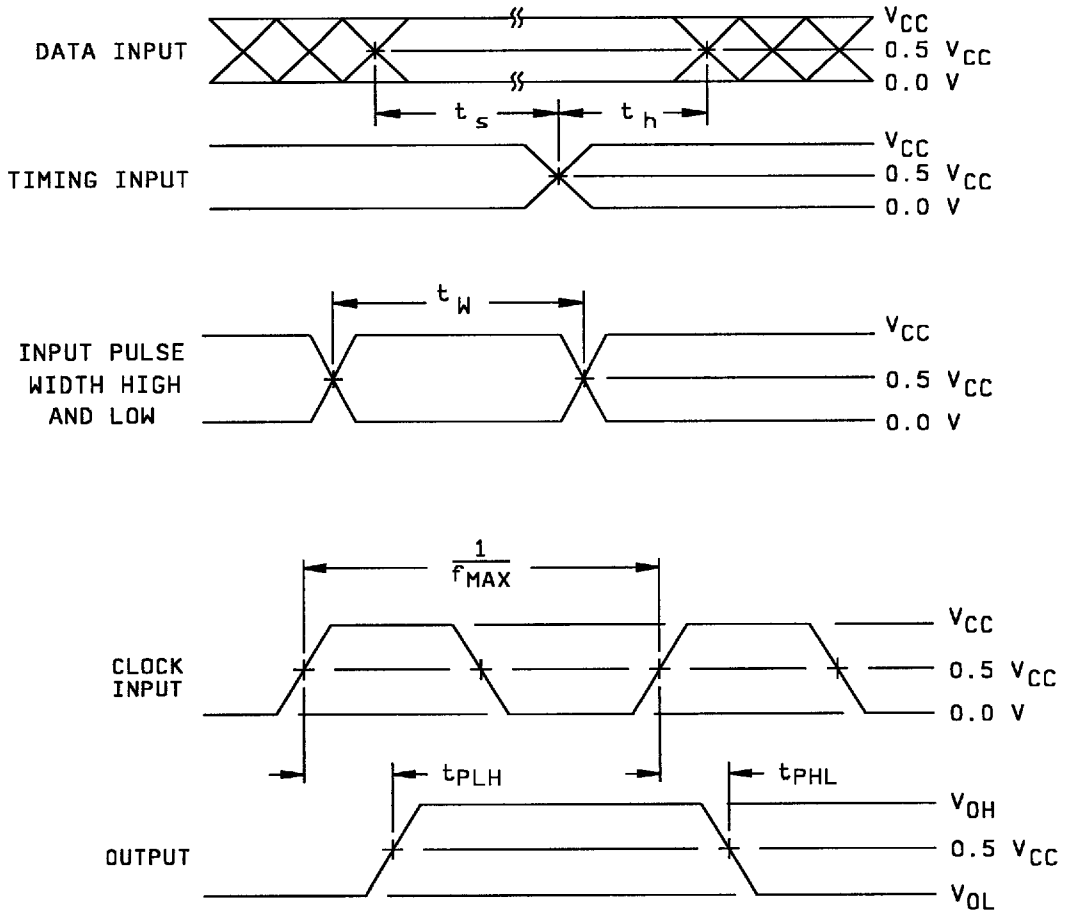 V_CC
DATA INPUT
0.5 V_CC
0.0 V
t_s
t_h
V_CC
TIMING INPUT
0.5 V_CC
0.0 V
t_W
V_CC
INPUT PULSE
WIDTH HIGH
AND LOW
0.5 V_CC
0.0 V
1
f_MAX
V_CC
CLOCK
INPUT
0.5 V_CC
0.0 V
t_PLH
t_PHL
V_OH
OUTPUT
0.5 V_CC
V_OL